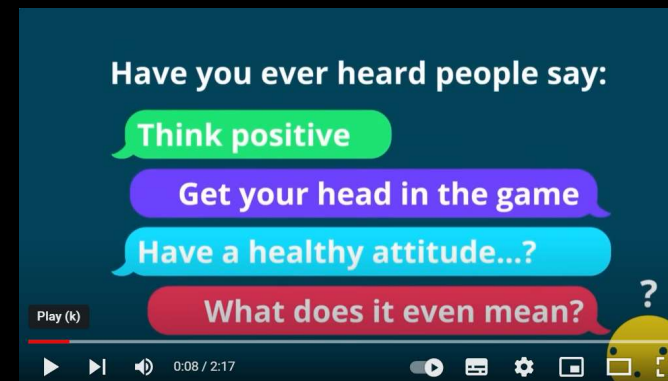 Have you ever heard people say:
Think positive
Get your head in the game
Have a healthy attitude...?
What does it even mean?
?
Play (k)
0:08 / 2:17